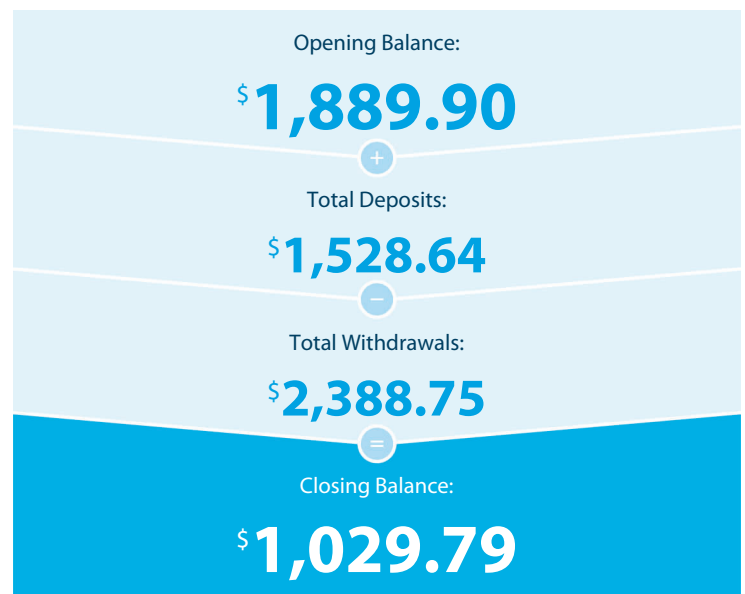 Opening Balance:
$1,889.90
+
Total Deposits:
$1,528.64
−
Total Withdrawals:
$2,388.75
=
Closing Balance:
$1,029.79